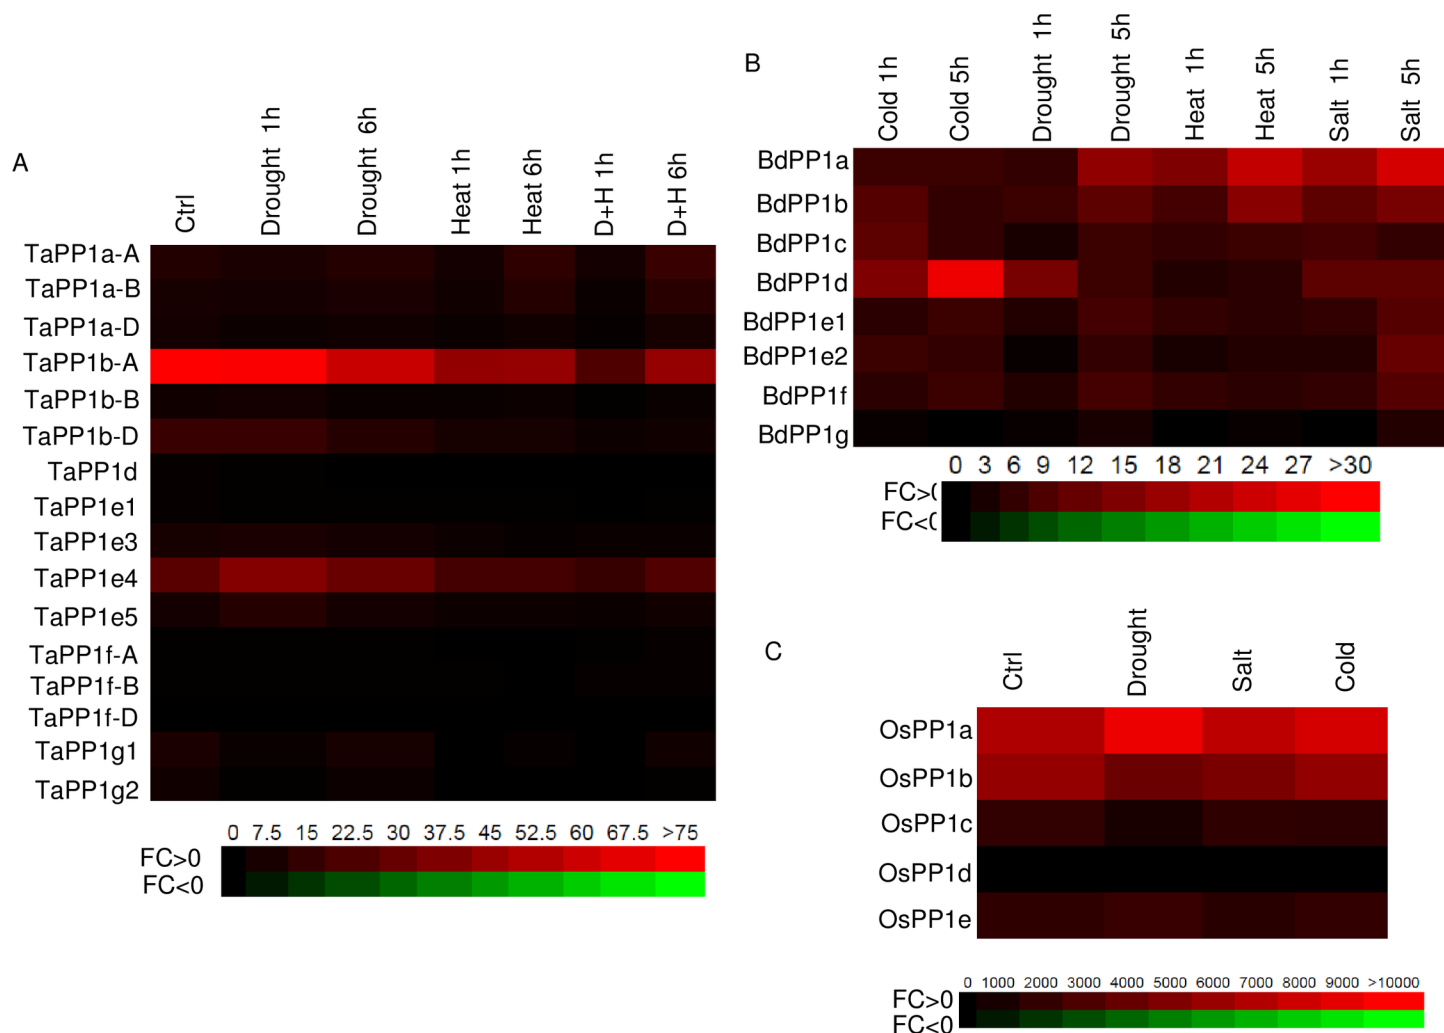 A
Ctrl
Drought 1h
Drought 6h
Heat 1h
Heat 6h
D+H 1h
D+H 6h
TaPP1a-A
TaPP1a-B
TaPP1a-D
TaPP1b-A
TaPP1b-B
TaPP1b-D
TaPP1d
TaPP1e1
TaPP1e3
TaPP1e4
TaPP1e5
TaPP1f-A
TaPP1f-B
TaPP1f-D
TaPP1g1
TaPP1g2
0 7.5 15 22.5 30 37.5 45 52.5 60 67.5 >75
FC>0
FC<0
B
Cold 1h
Cold 5h
Drought 1h
Drought 5h
Heat 1h
Heat 5h
Salt 1h
Salt 5h
BdPP1a
BdPP1b
BdPP1c
BdPP1d
BdPP1e1
BdPP1e2
BdPP1f
BdPP1g
0 3 6 9 12 15 18 21 24 27 >30
FC>(
FC<(
C
Ctrl
Drought
Salt
Cold
OsPP1a
OsPP1b
OsPP1c
OsPP1d
OsPP1e
0 1000 2000 3000 4000 5000 6000 7000 8000 9000 >10000
FC>0
FC<0